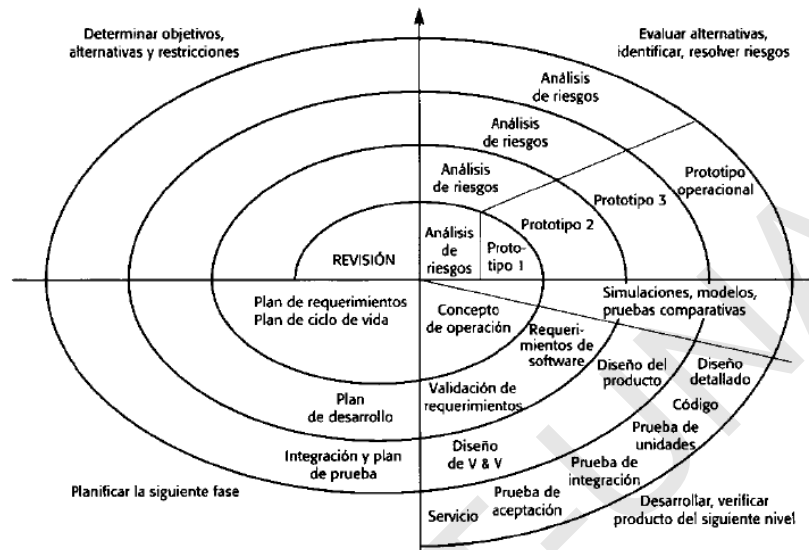 Determinar objetivos,
alternativas y restricciones
Evaluar alternativas,
identificar, resolver riesgos
Análisis
de riesgos
Análisis
de riesgos
Análisis
de riesgos
Análisis
de
riesgos
Proto-
tipo 1
Prototipo 2
Prototipo 3
Prototipo
operacional
REVISIÓN
Plan de requerimientos
Plan de ciclo de vida
Concepto
de operación
Simulaciones, modelos,
pruebas comparativas
Requeri-
mientos de
software
Diseño del
producto
Diseño
detallado
Código
Validación de
requerimientos
Plan
de desarrollo
Prueba de
unidades
Integración y plan
de prueba
Diseño
de V & V
Prueba de
integración
Planificar la siguiente fase
Servicio
Prueba de
aceptación
Desarrollar, verificar
producto del siguiente nivel